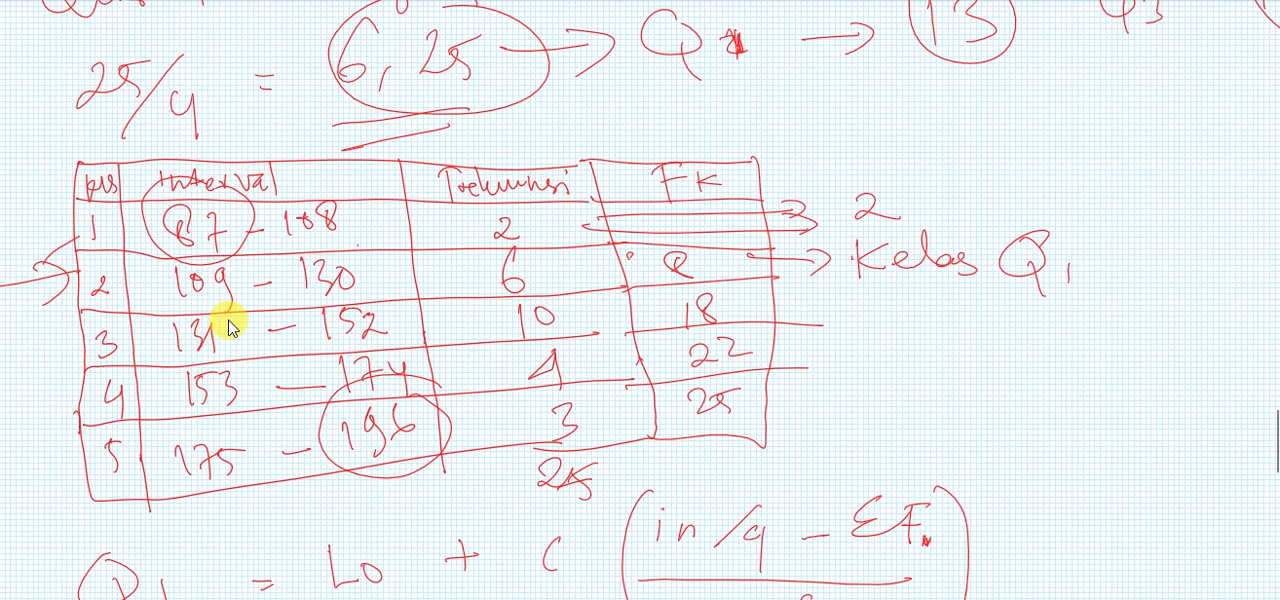 25/4 = 6,25 → Q1 → 13 Q3
kls Interval Frekuensi FK
1 87 - 108 2 → 2
2 109 - 130 6 8 → Kelas Q1
3 131 - 152 10 18
4 153 - 174 4 22
5 175 - 196 3 25
25
Q1 = Lo + C (in/4 - ΣF